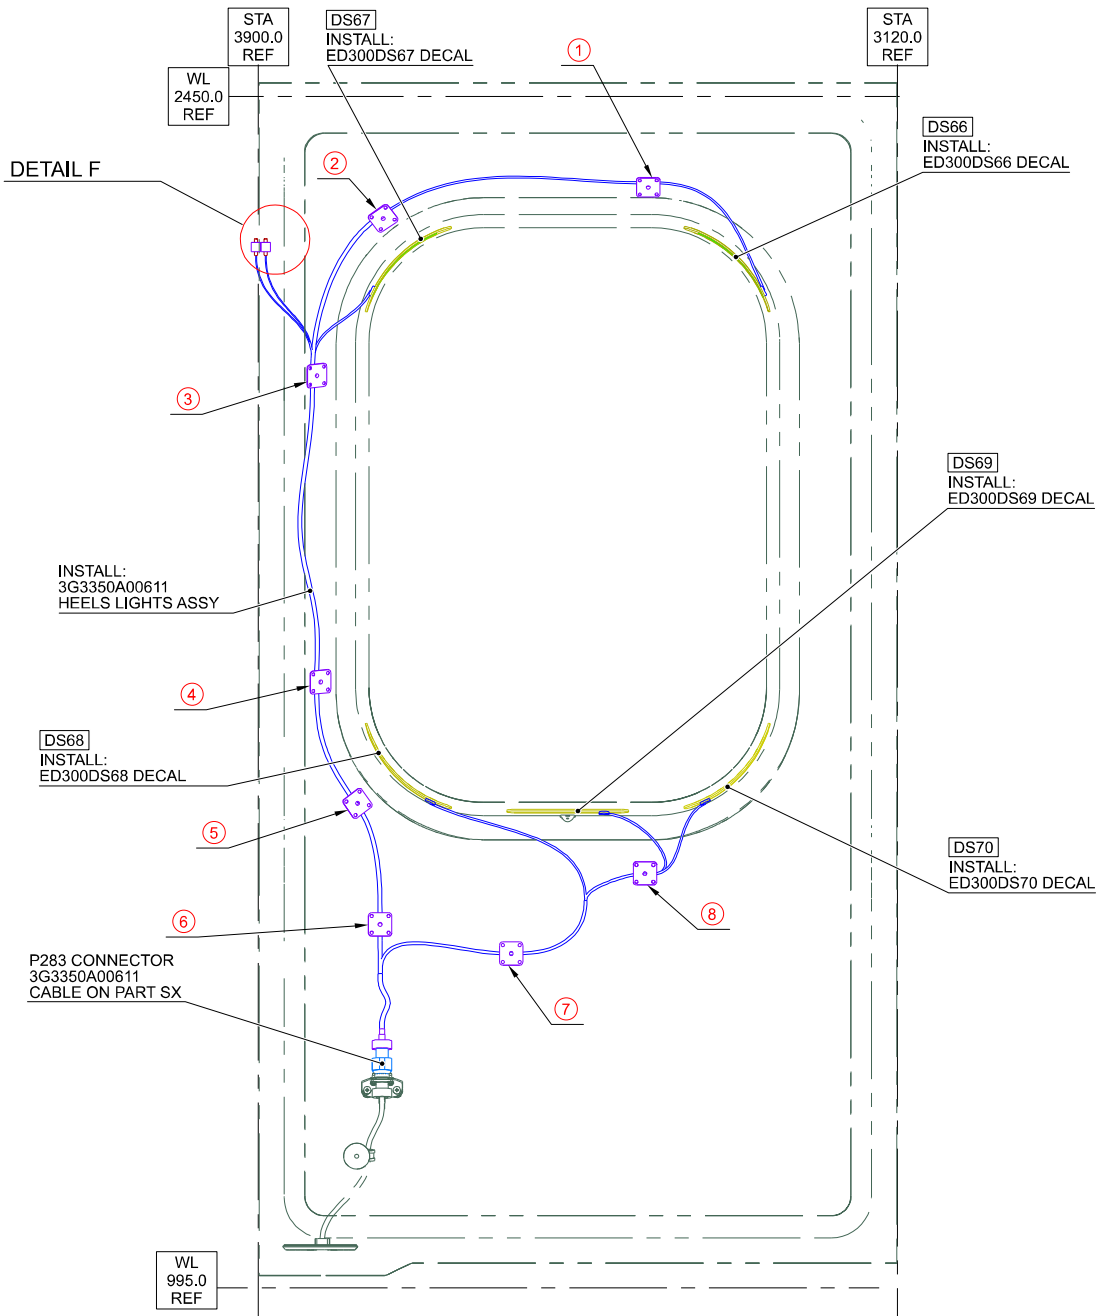 STA
3900.0
REF
DS67
INSTALL:
ED300DS67 DECAL
1
STA
3120.0
REF
WL
2450.0
REF
DS66
INSTALL:
ED300DS66 DECAL
DETAIL F
2
3
DS69
INSTALL:
ED300DS69 DECAL
INSTALL:
3G3350A00611
HEELS LIGHTS ASSY
4
DS68
INSTALL:
ED300DS68 DECAL
5
DS70
INSTALL:
ED300DS70 DECAL
6
8
P283 CONNECTOR
3G3350A00611
CABLE ON PART SX
7
WL
995.0
REF